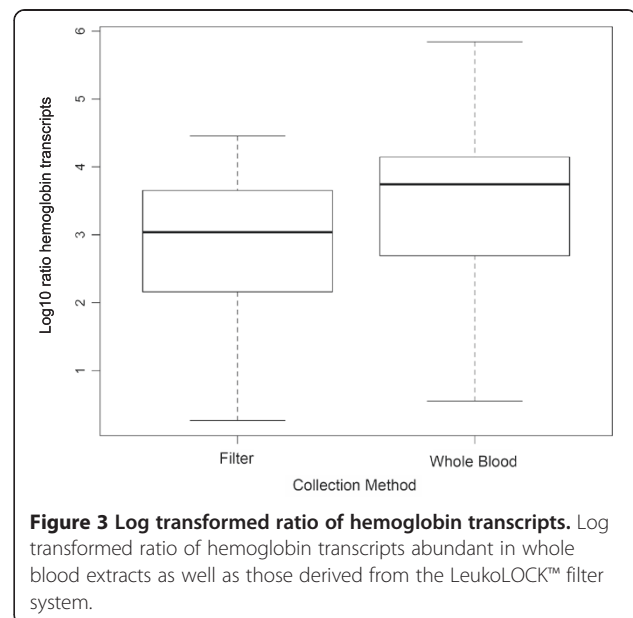 6
5
4
3
2
1
Log10 ratio hemoglobin transcripts
Filter
Whole Blood
Collection Method
Figure 3 Log transformed ratio of hemoglobin transcripts. Log
transformed ratio of hemoglobin transcripts abundant in whole
blood extracts as well as those derived from the LeukoLOCK™ filter
system.